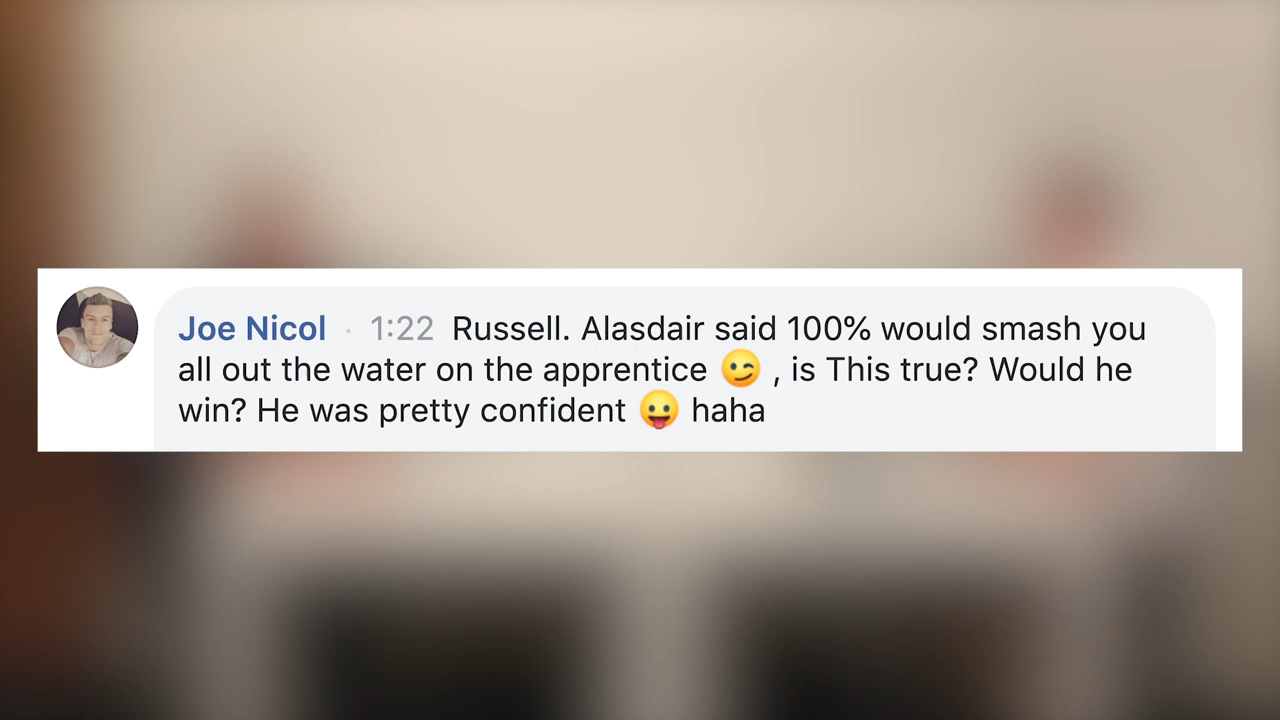 Joe Nicol · 1:22 Russell. Alasdair said 100% would smash you
all out the water on the apprentice 😉 , is This true? Would he
win? He was pretty confident 😛 haha